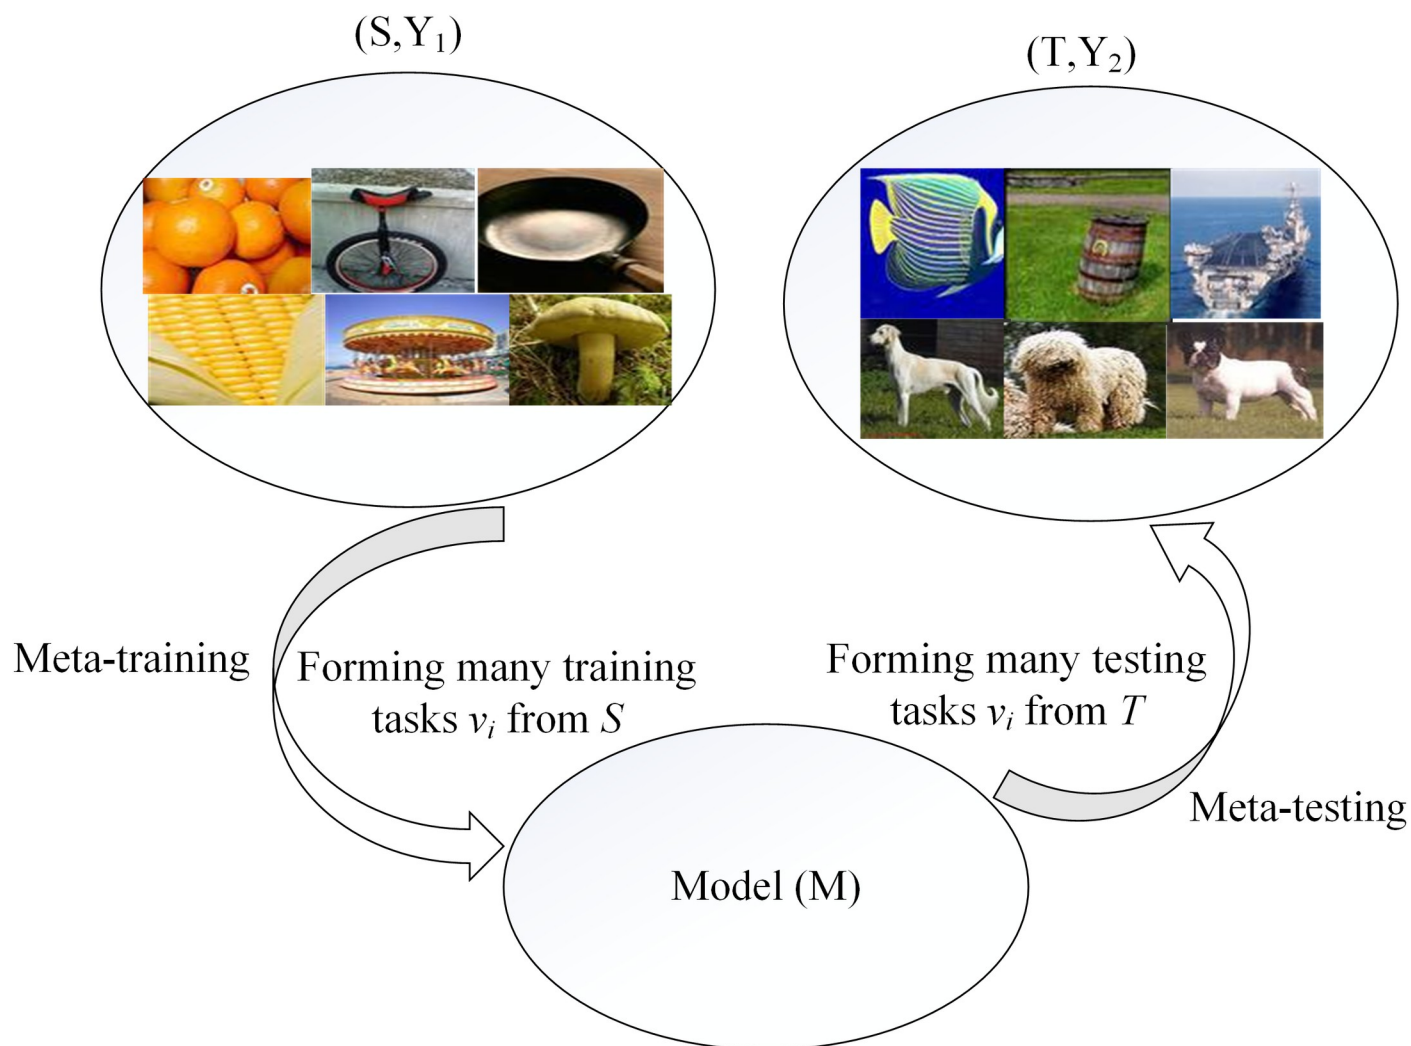 (S,Y₁)
(T,Y₂)
Meta-training
Forming many training
tasks vᵢ from S
Forming many testing
tasks vᵢ from T
Meta-testing
Model (M)